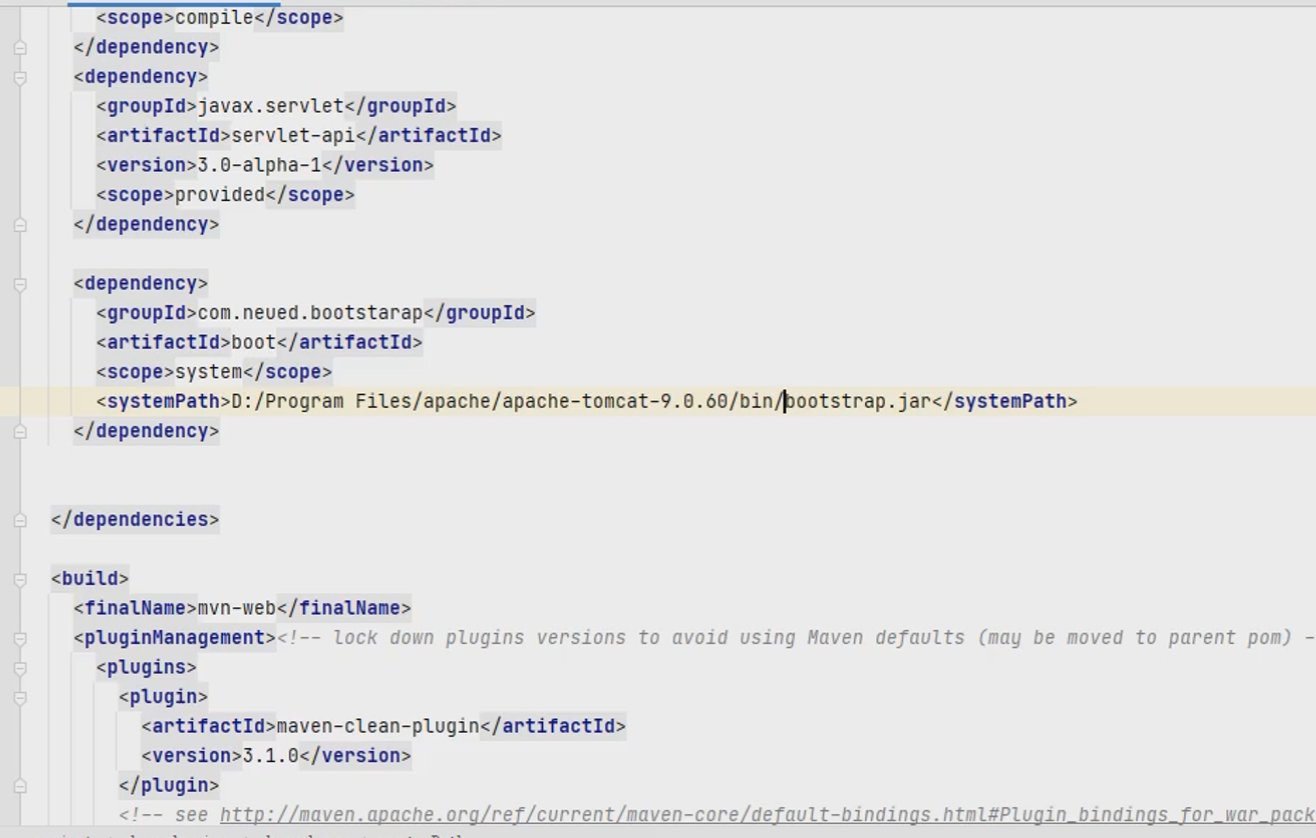 <scope>compile</scope>
</dependency>
<dependency>
<groupId>javax.servlet</groupId>
<artifactId>servlet-api</artifactId>
<version>3.0-alpha-1</version>
<scope>provided</scope>
</dependency>
<dependency>
<groupId>com.neued.bootstarap</groupId>
<artifactId>boot</artifactId>
<scope>system</scope>
<systemPath>D:/Program Files/apache/apache-tomcat-9.0.60/bin/bootstrap.jar</systemPath>
</dependency>
</dependencies>
<build>
<finalName>mvn-web</finalName>
<pluginManagement><!-- lock down plugins versions to avoid using Maven defaults (may be moved to parent pom) -
<plugins>
<plugin>
<artifactId>maven-clean-plugin</artifactId>
<version>3.1.0</version>
</plugin>
<!-- see http://maven.apache.org/ref/current/maven-core/default-bindings.html#Plugin_bindings_for_war_pack